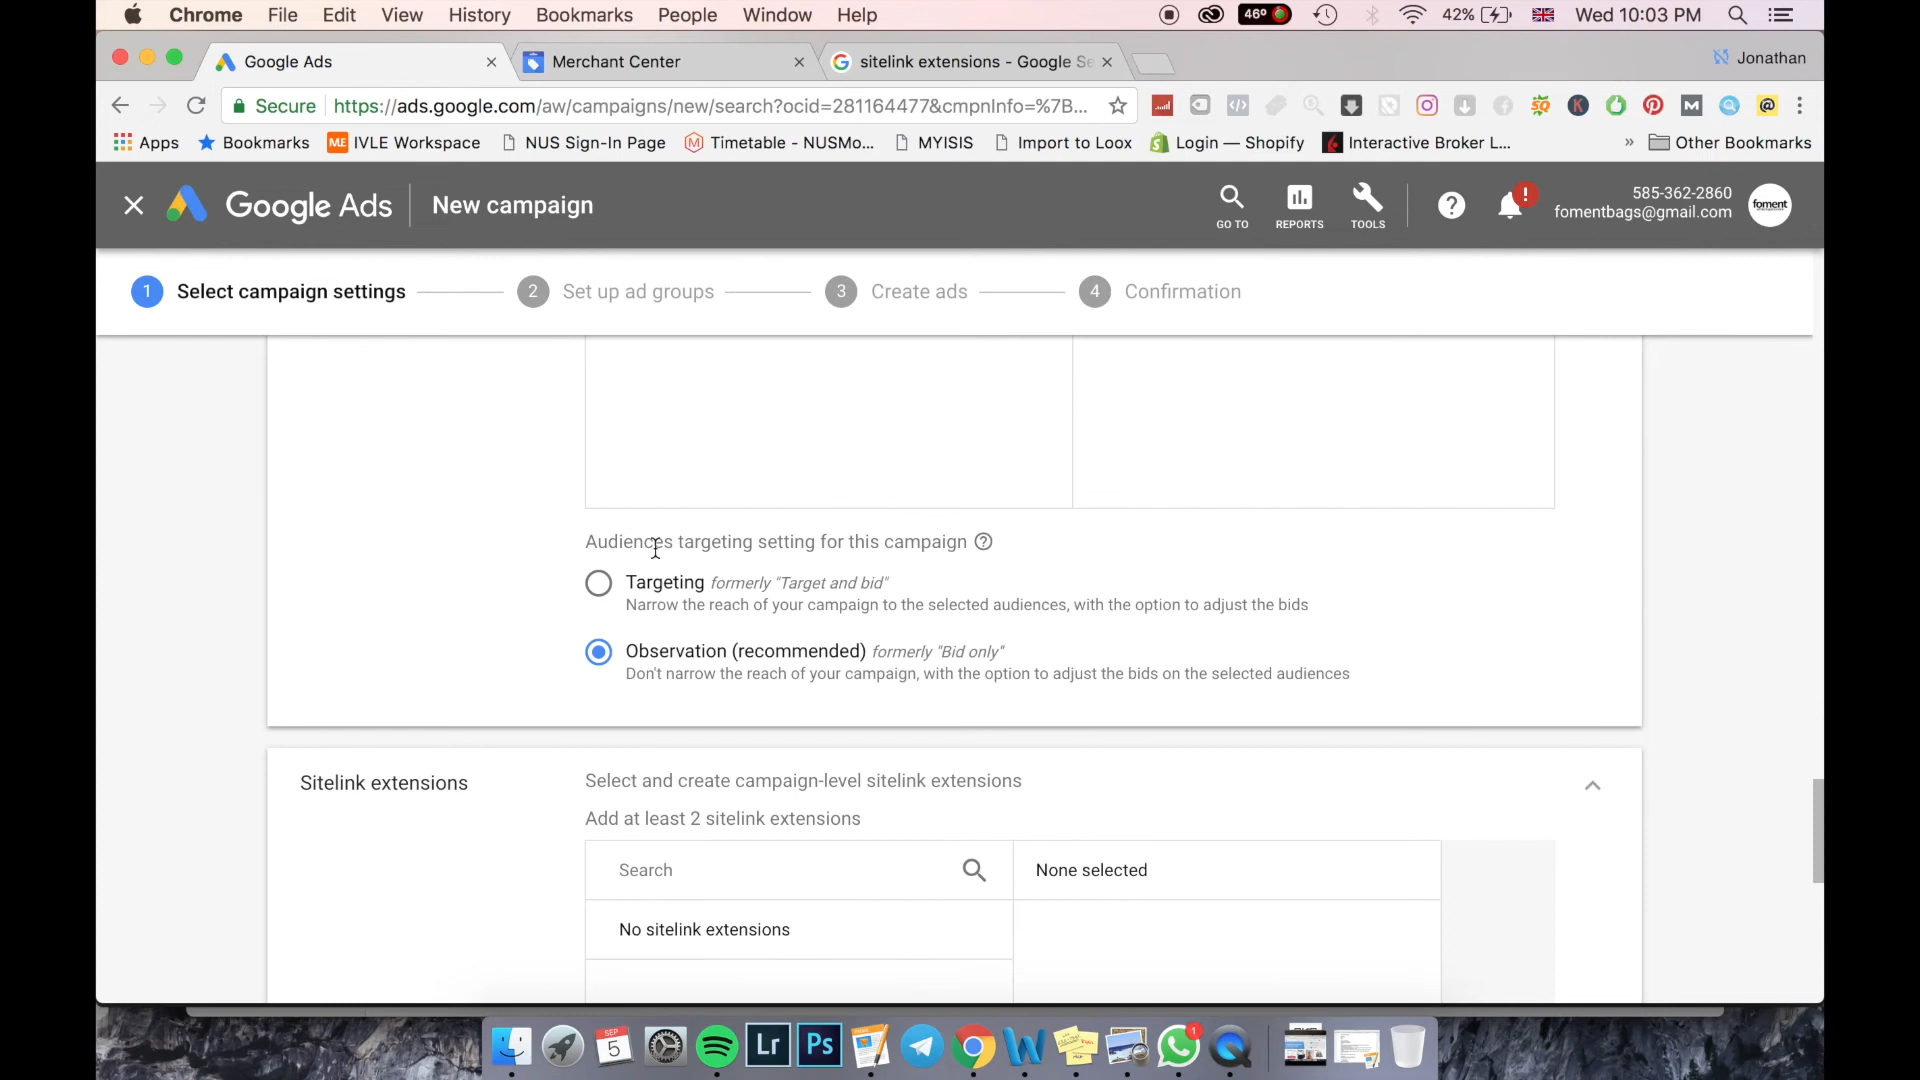 Chrome File Edit View History Bookmarks People Window Help 46° 42% Wed 10:03 PM
Google Ads Merchant Center sitelink extensions - Google Se Jonathan
Secure https://ads.google.com/aw/campaigns/new/search?ocid=281164477&cmpnInfo=%7B...
Apps Bookmarks IVLE Workspace NUS Sign-In Page Timetable - NUSMo... MYISIS Import to Loox Login — Shopify Interactive Broker L... » Other Bookmarks
Google Ads New campaign
GO TO REPORTS TOOLS
585-362-2860
fomentbags@gmail.com
foment
1 Select campaign settings 2 Set up ad groups 3 Create ads 4 Confirmation
Audiences targeting setting for this campaign
Targeting formerly "Target and bid"
Narrow the reach of your campaign to the selected audiences, with the option to adjust the bids
Observation (recommended) formerly "Bid only"
Don't narrow the reach of your campaign, with the option to adjust the bids on the selected audiences
Sitelink extensions
Select and create campaign-level sitelink extensions
Add at least 2 sitelink extensions
Search None selected
No sitelink extensions
SEP
5
Lr Ps
1